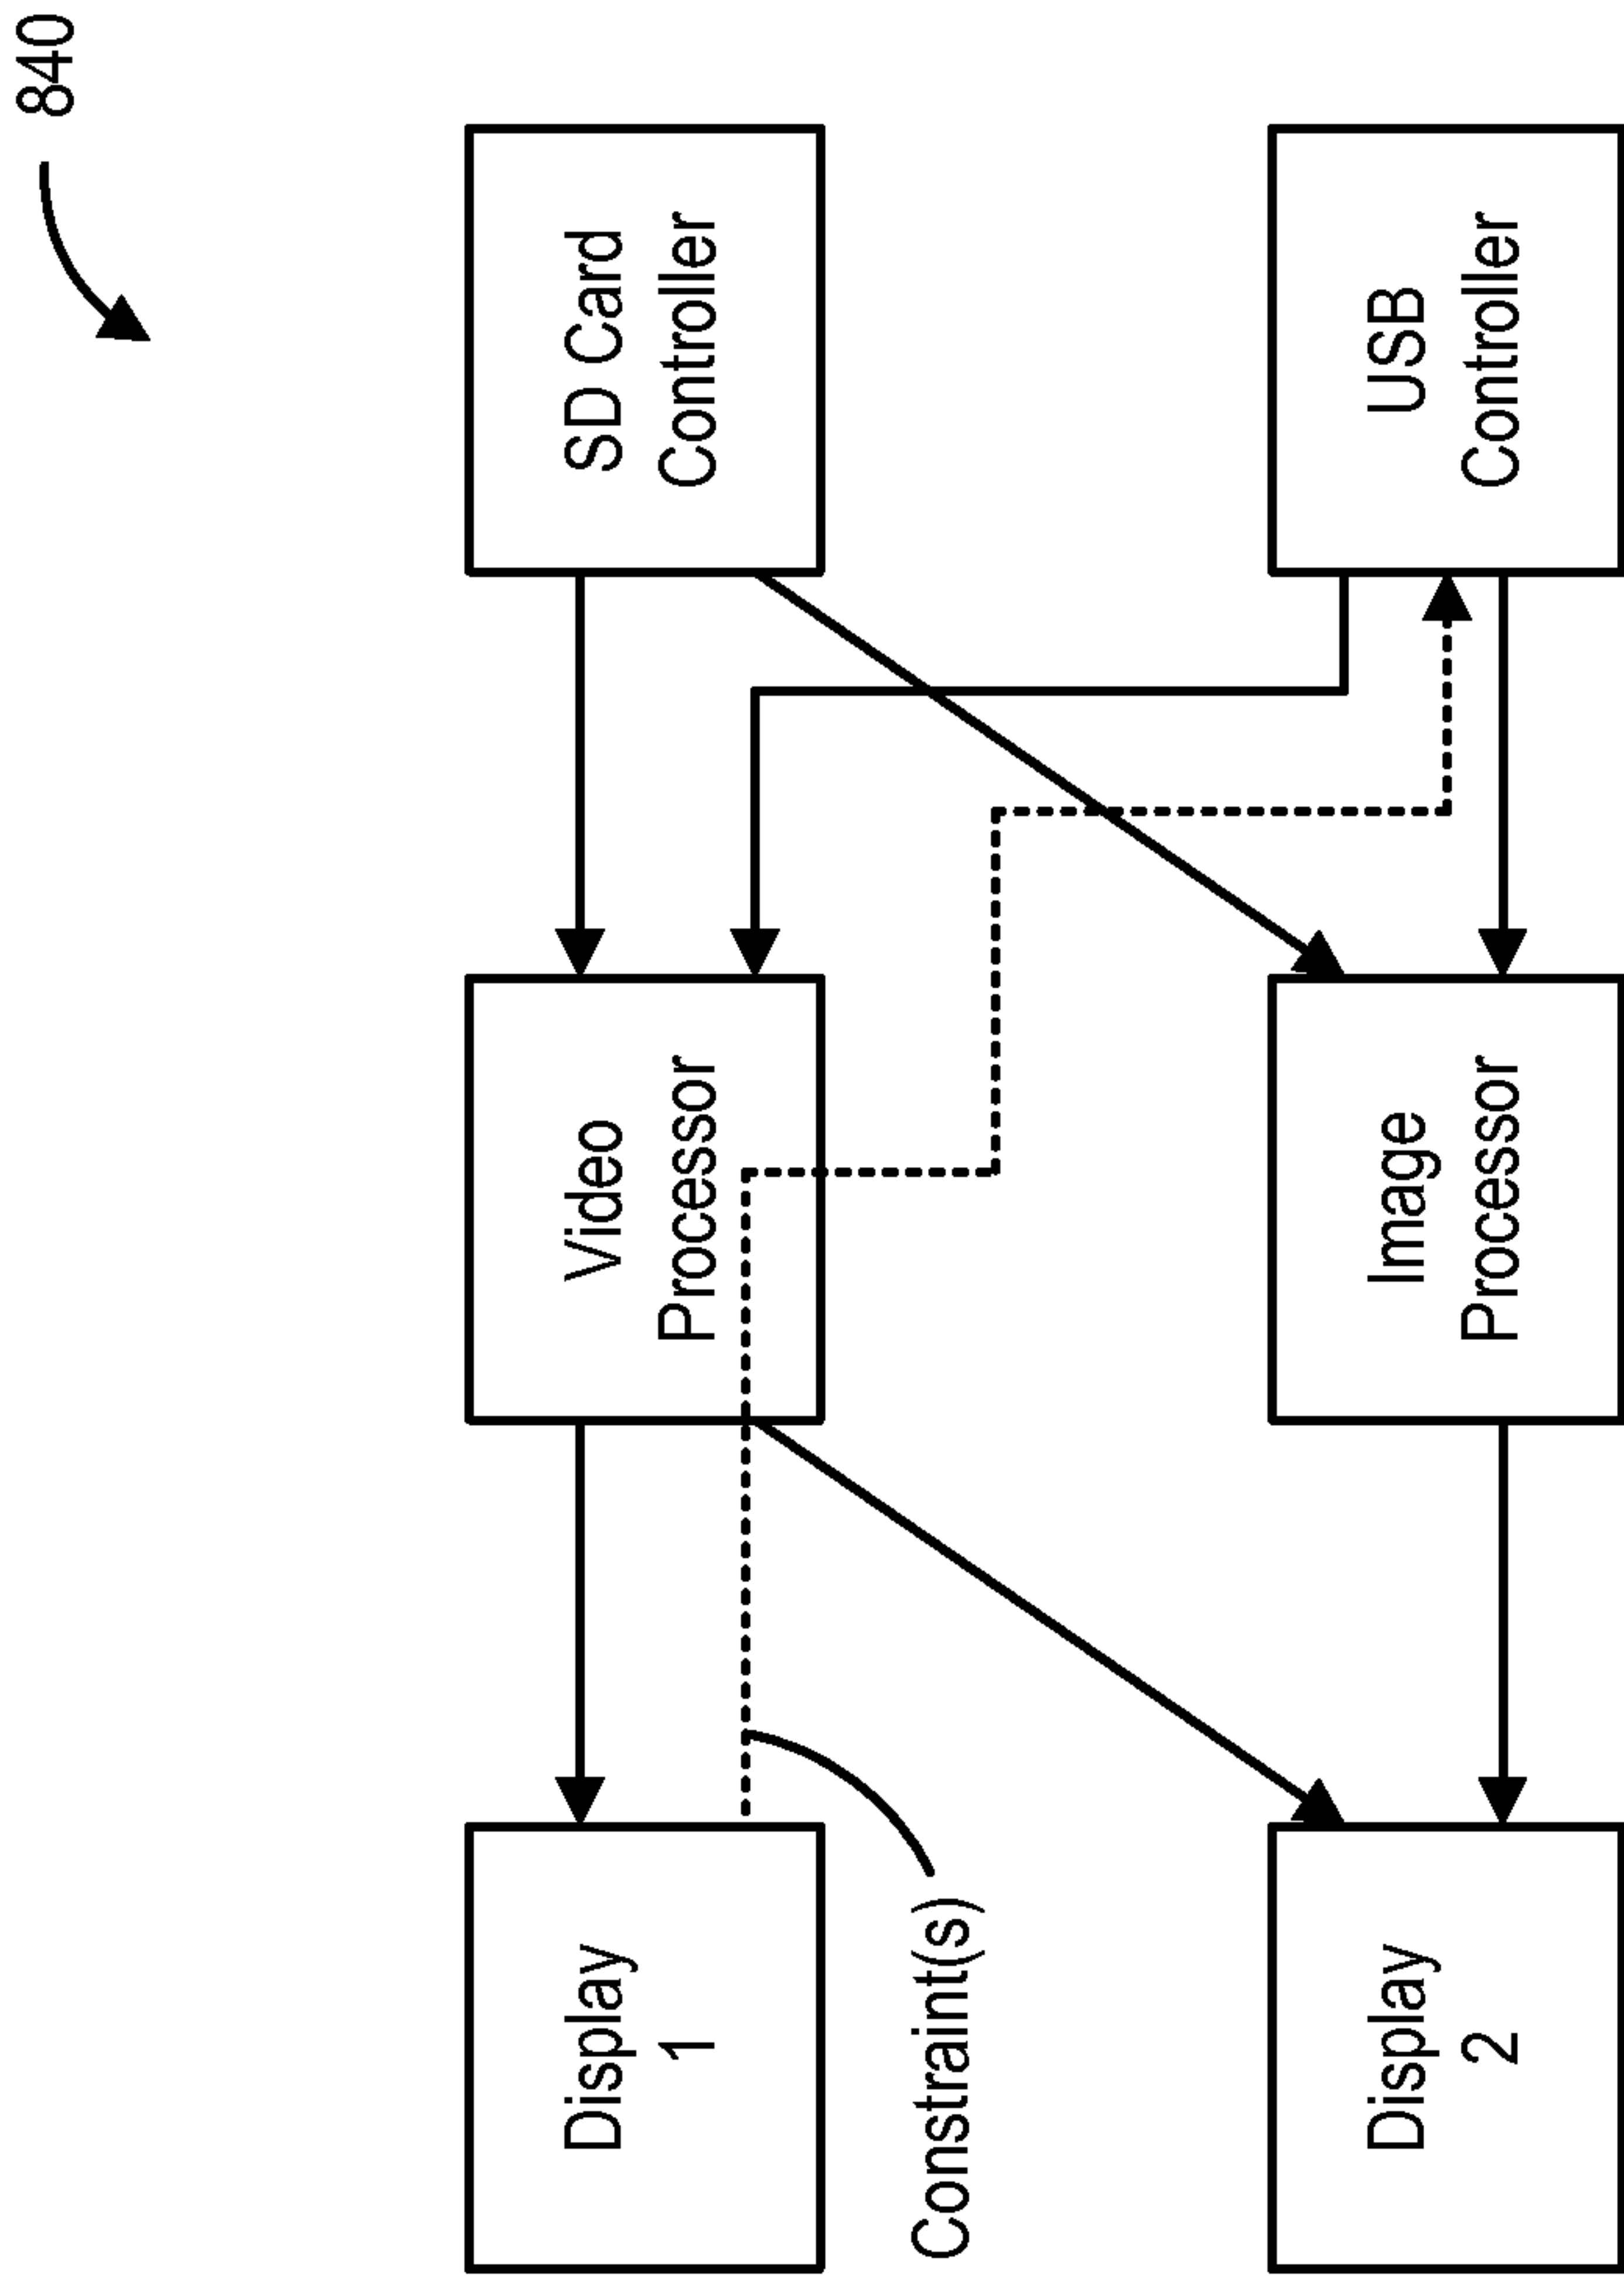 840
Display
1
Video
Processor
SD Card
Controller
Constraint(s)
Display
2
Image
Processor
USB
Controller